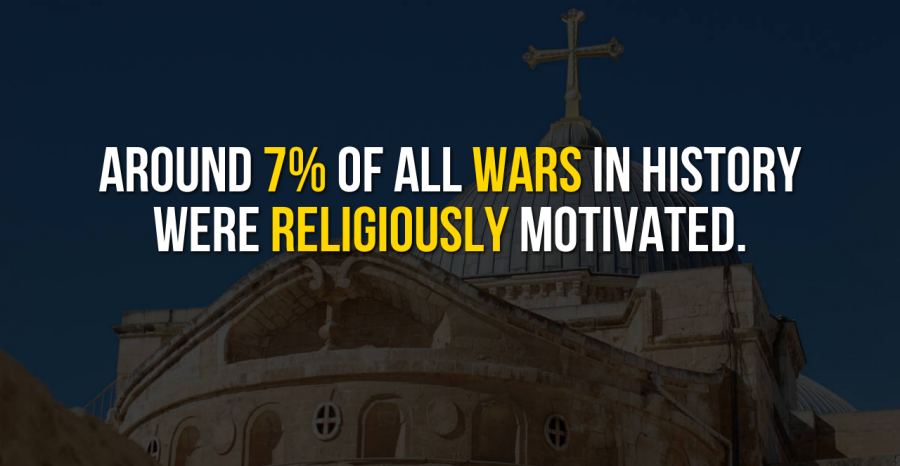 AROUND 7% OF ALL WARS IN HISTORY
WERE RELIGIOUSLY MOTIVATED.